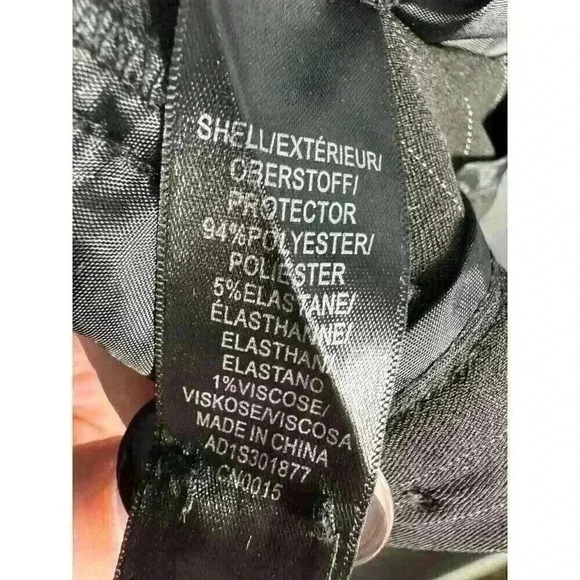 SHELL/EXTÉRIEUR/
OBERSTOFF/
PROTECTOR
94%POLYESTER/
POLIESTER
5%ELASTANE/
ÉLASTHANNE/
ELASTHAN/
ELASTANO
1%VISCOSE/
VISKOSE/VISCOSA
MADE IN CHINA
AD1S301877
CN0015